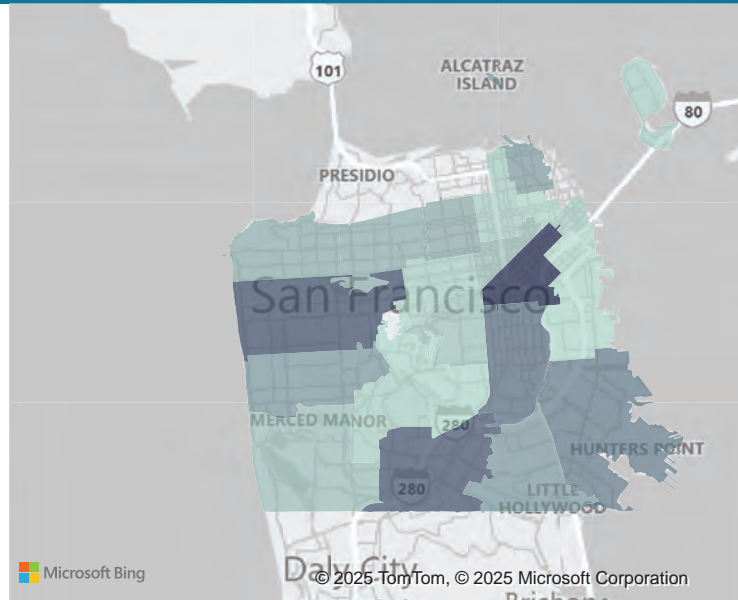 101
ALCATRAZ
ISLAND
80
PRESIDIO
San Francisco
MERCED MANOR
280
HUNTERS POINT
280
LITTLE
HOLLYWOOD
Microsoft Bing
Daly City
© 2025 TomTom, © 2025 Microsoft Corporation
Brisbane